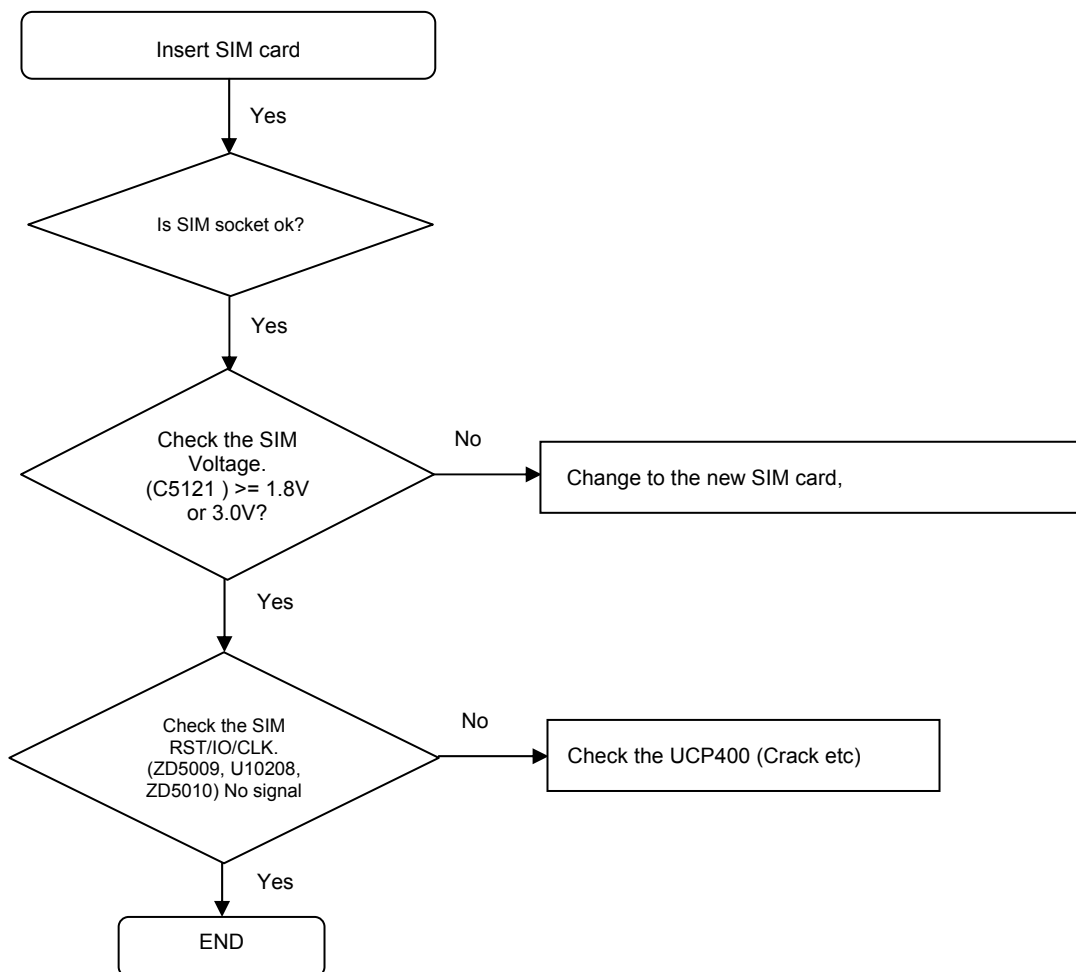 Insert SIM card
Yes
Is SIM socket ok?
Yes
Check the SIM
Voltage.
(C5121 ) >= 1.8V
or 3.0V?
No
Change to the new SIM card,
Yes
Check the SIM
RST/IO/CLK.
(ZD5009, U10208,
ZD5010) No signal
No
Check the UCP400 (Crack etc)
Yes
END